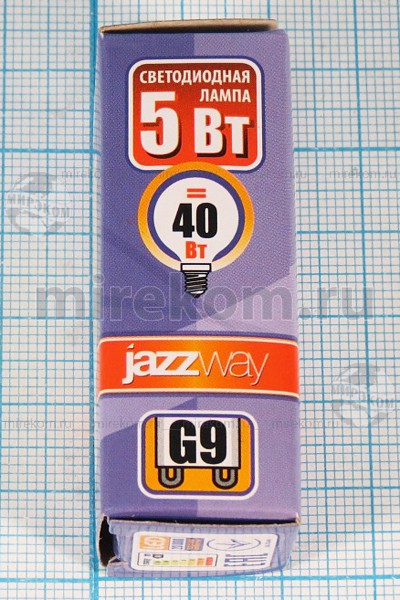 СВЕТОДИОДНАЯ
ЛАМПА
5 Вт
=
40
Вт
mirekom.ru
jazzway
G9